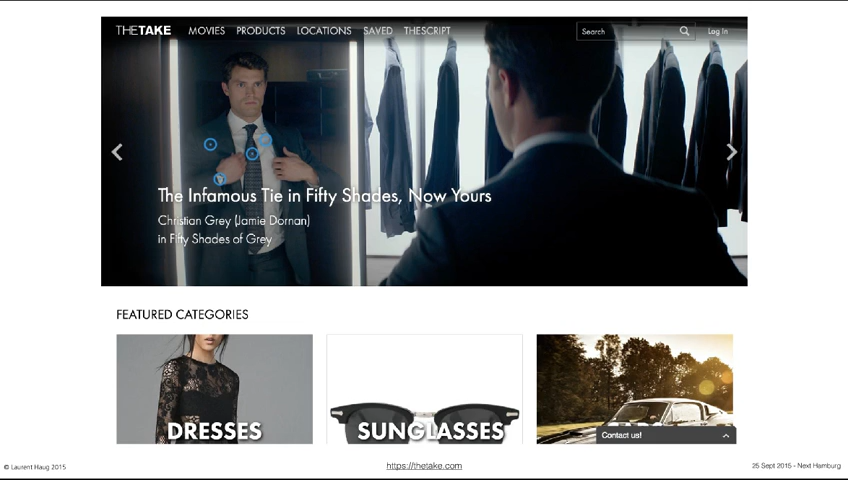 THETAKE MOVIES PRODUCTS LOCATIONS SAVED THESCRIPT Search Log In
The Infamous Tie in Fifty Shades, Now Yours
Christian Grey (Jamie Dornan)
in Fifty Shades of Grey
FEATURED CATEGORIES
DRESSES SUNGLASSES
Contact us!
© Laurent Haug 2015 https://thetake.com 25 Sept 2015 - Next Hamburg